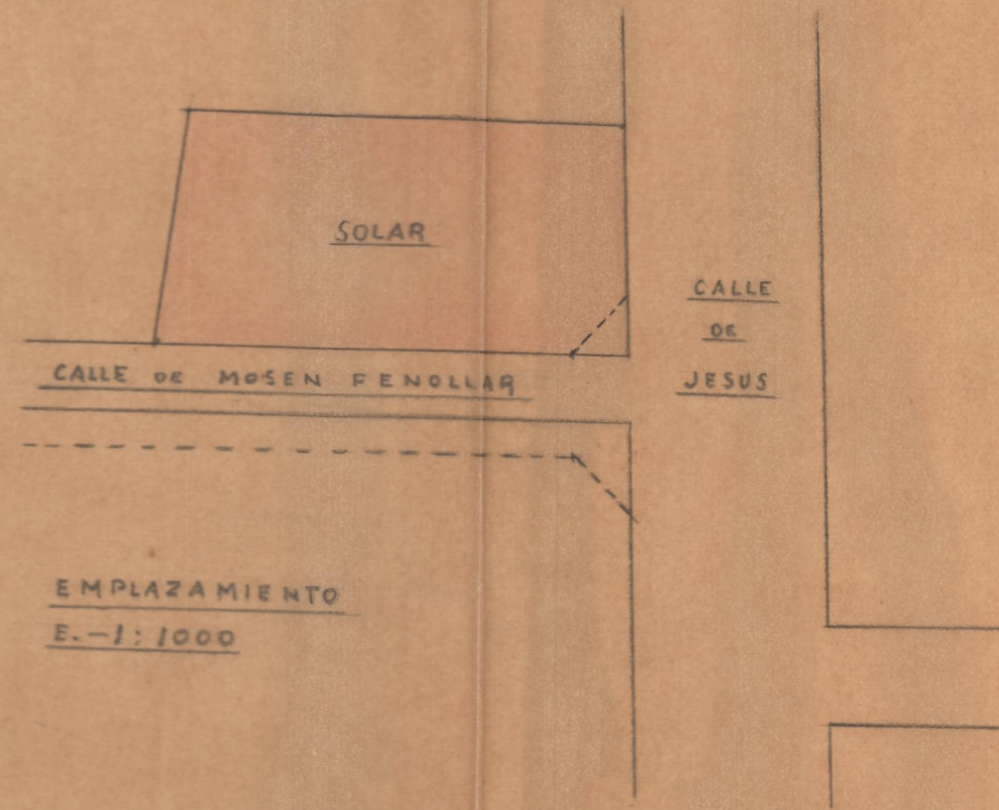 SOLAR
CALLE
DE
JESUS
CALLE DE MOSEN FENOLLAR
EMPLAZAMIENTO
E.-1:1000